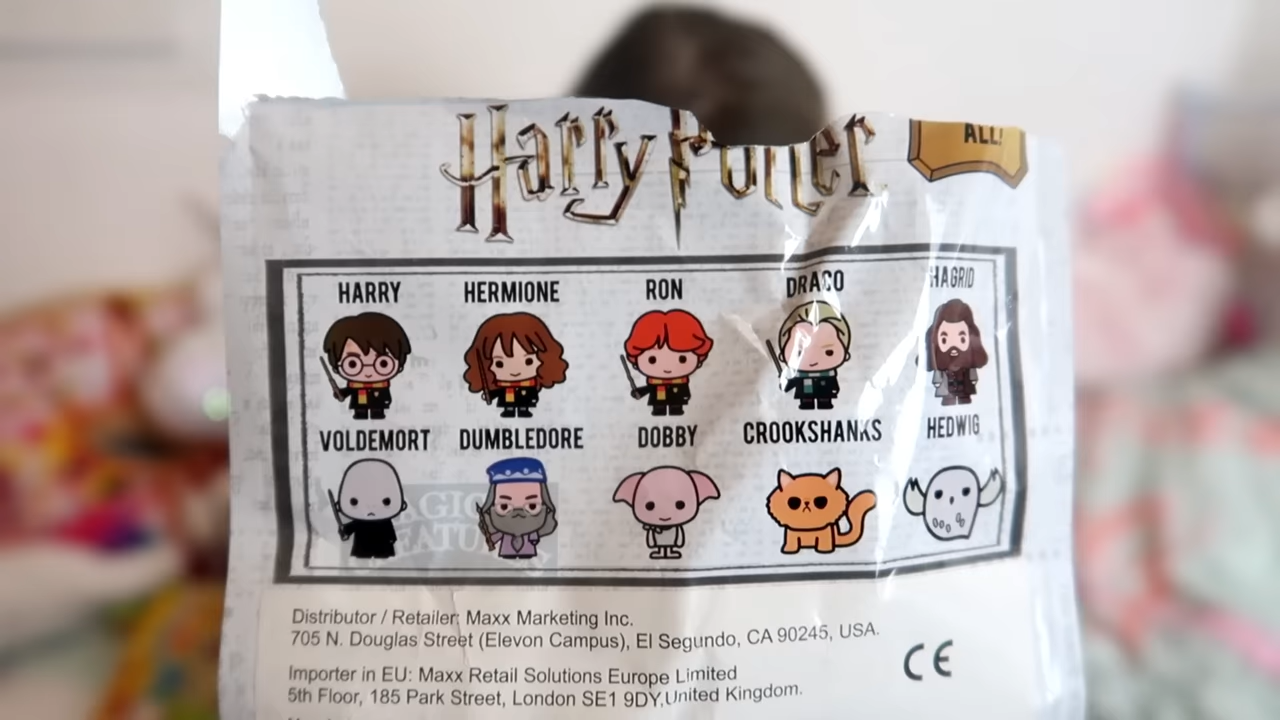 Harry Potter
ALL!
HARRY HERMIONE RON DRACO HAGRID
VOLDEMORT DUMBLEDORE DOBBY CROOKSHANKS HEDWIG
Distributor / Retailer: Maxx Marketing Inc.
705 N. Douglas Street (Elevon Campus), El Segundo, CA 90245, USA.
Importer in EU: Maxx Retail Solutions Europe Limited
5th Floor, 185 Park Street, London SE1 9DY,United Kingdom.
CE